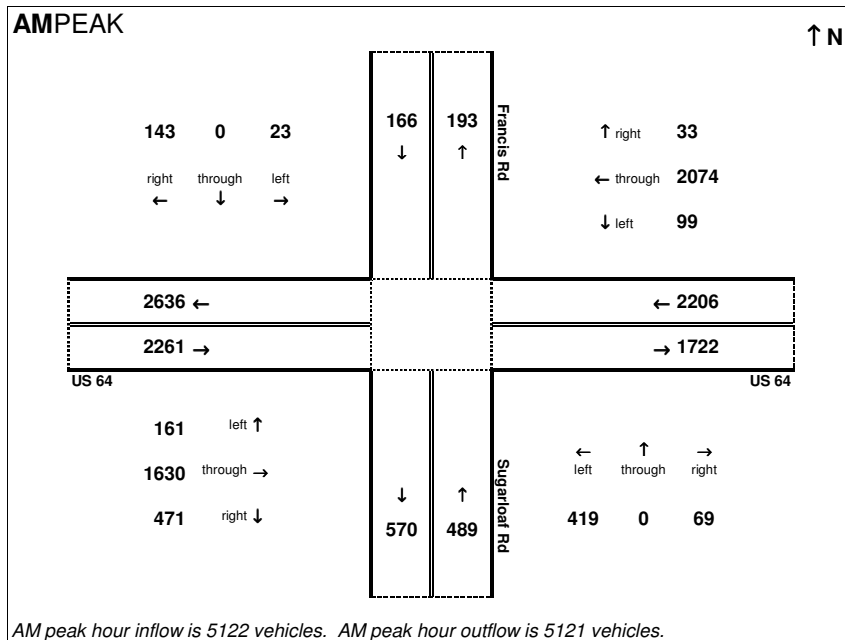 AMPEAK
↑ N
143 0 23
right through left
← ↓ →
166 193
↓ ↑
Francis Rd
↑ right 33
← through 2074
↓ left 99
2636 ←
2261 →
← 2206
→ 1722
US 64
US 64
161 left ↑
1630 through →
471 right ↓
↓ ↑
570 489
Sugarloaf Rd
← ↑ →
left through right
419 0 69
AM peak hour inflow is 5122 vehicles. AM peak hour outflow is 5121 vehicles.